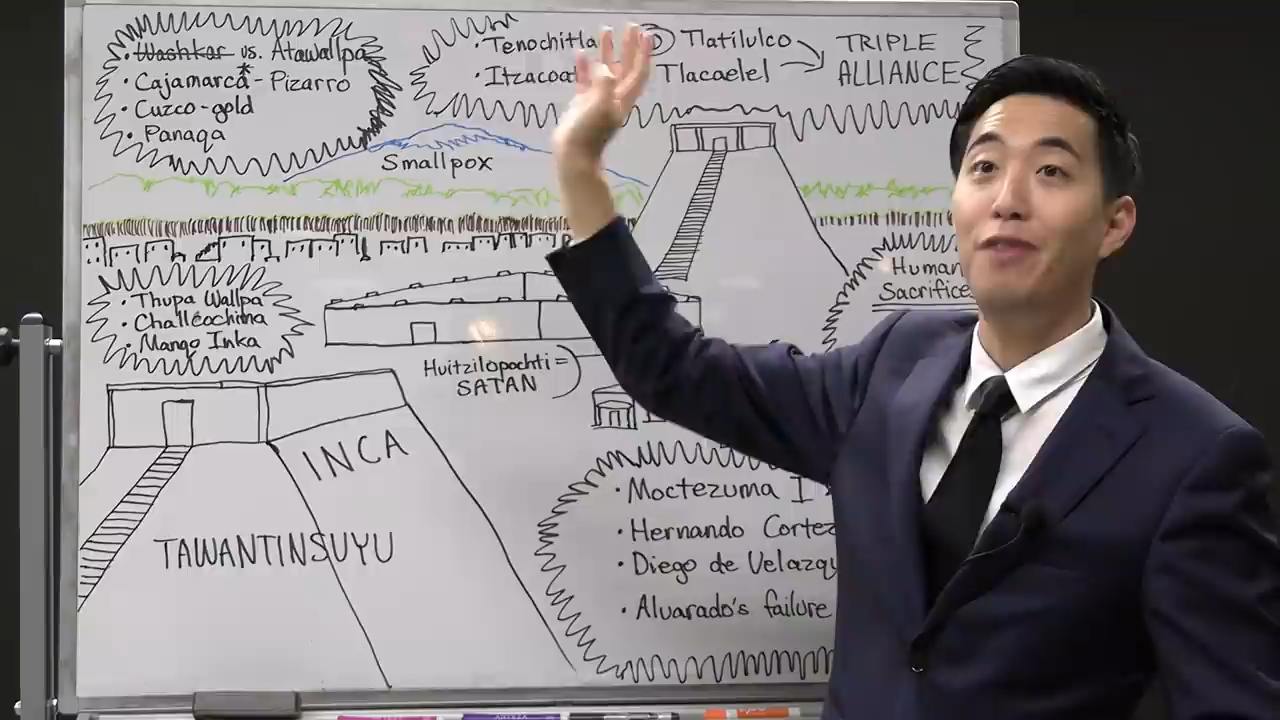 · Washkar vs. Atawallpa
· Cajamarca* - Pizarro
· Cuzco-gold
· Panaqa
· Tlatilulco
· Tlacaelel
TRIPLE
ALLIANCE
Smallpox
Human
Sacrifice
· Thupa Wallpa
· Challcochima
· Mango Inka
Huitzilopochti =
SATAN
INCA
TAWANTINSUYU
· Moctezuma I
· Hernando Cortez
· Diego de
· Alvarado's failure